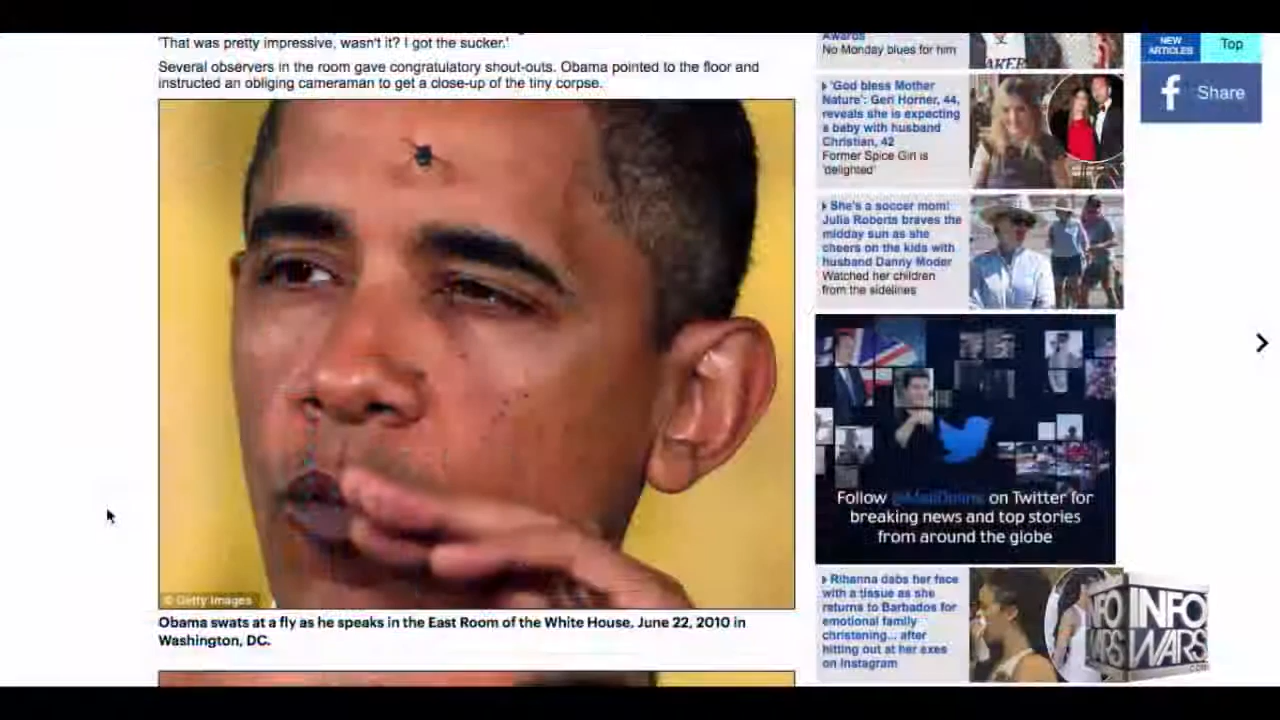 'That was pretty impressive, wasn't it? I got the sucker.'
Several observers in the room gave congratulatory shout-outs. Obama pointed to the floor and
instructed an obliging cameraman to get a close-up of the tiny corpse.
© Getty Images
Obama swats at a fly as he speaks in the East Room of the White House, June 22, 2010 in
Washington, DC.
Awards
No Monday blues for him
'God bless Mother
Nature': Geri Horner, 44,
reveals she is expecting
a baby with husband
Christian, 42
Former Spice Girl is
'delighted'
She's a soccer mom!
Julia Roberts braves the
midday sun as she
cheers on the kids with
husband Danny Moder
Watched her children
from the sidelines
Follow @MailOnline on Twitter for
breaking news and top stories
from around the globe
Rihanna dabs her face
with a tissue as she
returns to Barbados for
emotional family
christening... after
hitting out at her exes
on Instagram
NEW
ARTICLES
Top
Share
INFO
WARS
.com